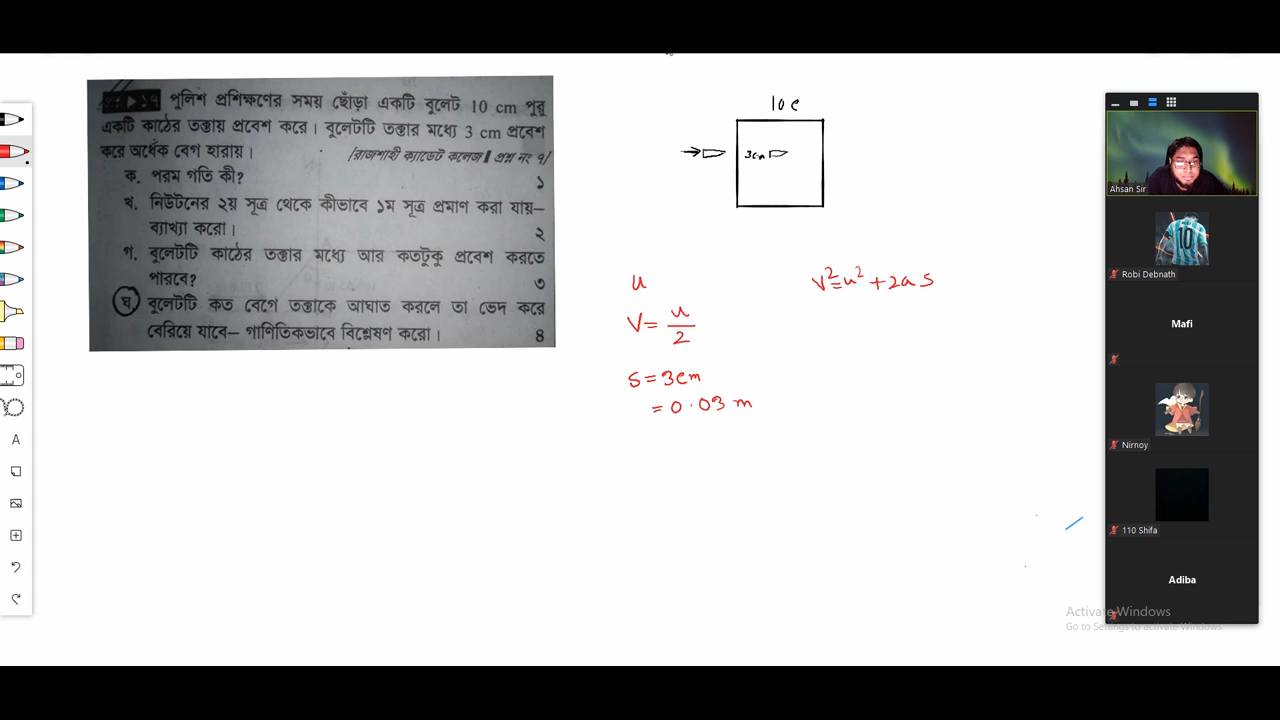 ▶ ১৭ পুলিশ প্রশিক্ষণের সময় ছোঁড়া একটি বুলেট 10 cm পুরু
একটি কাঠের তক্তায় প্রবেশ করে। বুলেটটি তক্তার মধ্যে 3 cm প্রবেশ
করে অর্ধেক বেগ হারায়। /রাজশাহী ক্যাডেট কলেজ ∥ প্রশ্ন নং ৭/
ক. পরম গতি কী? ১
খ. নিউটনের ২য় সূত্র থেকে কীভাবে ১ম সূত্র প্রমাণ করা যায়–
ব্যাখ্যা করো। ২
গ. বুলেটটি কাঠের তক্তার মধ্যে আর কতটুকু প্রবেশ করতে
পারবে? ৩
ঘ. বুলেটটি কত বেগে তক্তাকে আঘাত করলে তা ভেদ করে
বেরিয়ে যাবে– গাণিতিকভাবে বিশ্লেষণ করো। ৪
10 c
3cm
u
v = u/2
s = 3cm
= 0.03 m
v² = u² + 2as
Ahsan Sir
Robi Debnath
Mafi
Nirnoy
110 Shifa
Adiba
A
Activate Windows
Go to Settings to activate Windows.